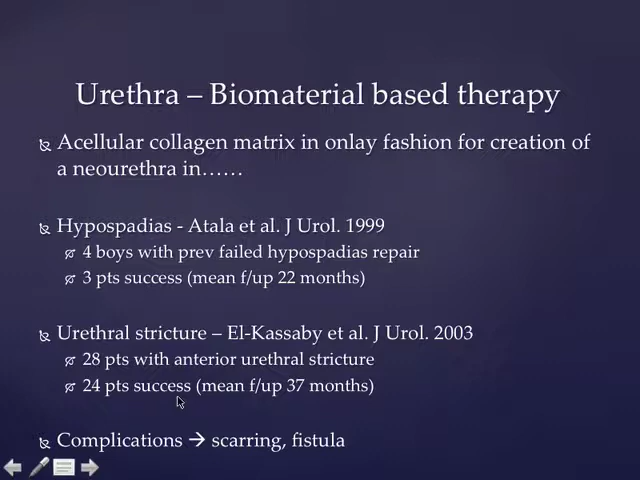 Urethra – Biomaterial based therapy
Acellular collagen matrix in onlay fashion for creation of
a neourethra in……
Hypospadias - Atala et al. J Urol. 1999
4 boys with prev failed hypospadias repair
3 pts success (mean f/up 22 months)
Urethral stricture – El-Kassaby et al. J Urol. 2003
28 pts with anterior urethral stricture
24 pts success (mean f/up 37 months)
Complications → scarring, fistula